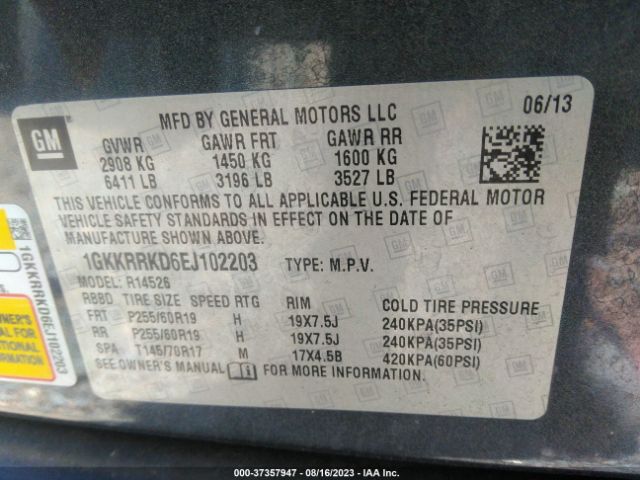 MFD BY GENERAL MOTORS LLC 06/13
GM
GVWR GAWR FRT GAWR RR
2908 KG 1450 KG 1600 KG
6411 LB 3196 LB 3527 LB
THIS VEHICLE CONFORMS TO ALL APPLICABLE U.S. FEDERAL MOTOR
VEHICLE SAFETY STANDARDS IN EFFECT ON THE DATE OF
MANUFACTURE SHOWN ABOVE.
1GKKRRKD6EJ102203 TYPE: M.P.V.
MODEL: R14526
RBBD TIRE SIZE SPEED RTG RIM COLD TIRE PRESSURE
FRT P255/60R19 H 19X7.5J 240KPA(35PSI)
RR P255/60R19 H 19X7.5J 240KPA(35PSI)
SPA T145/70R17 M 17X4.5B 420KPA(60PSI)
SEE OWNER'S MANUAL FOR MORE INFORMATION.
1GKKRRKD6EJ102203
OWNER'S
ADDITIONAL
INFORMATION
000-37357947 - 08/16/2023 - IAA Inc.